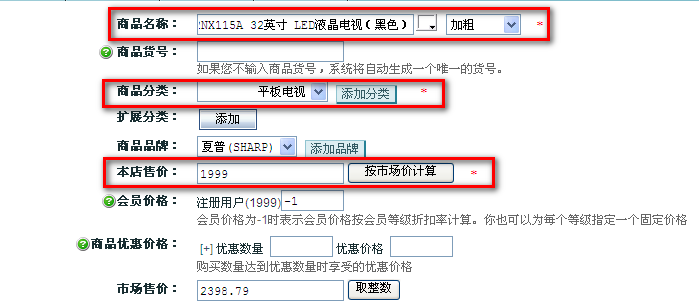 商品名称： NX115A 32英寸 LED液晶电视（黑色） 加粗 *
商品货号：
如果您不输入商品货号，系统将自动生成一个唯一的货号。
商品分类： 平板电视 添加分类 *
扩展分类： 添加
商品品牌： 夏普(SHARP) 添加品牌
本店售价： 1999 按市场价计算 *
会员价格： 注册用户(1999) -1
会员价格为-1时表示会员价格按会员等级折扣率计算。你也可以为每个等级指定一个固定价格
商品优惠价格： [+] 优惠数量 优惠价格
购买数量达到优惠数量时享受的优惠价格
市场售价： 2398.79 取整数